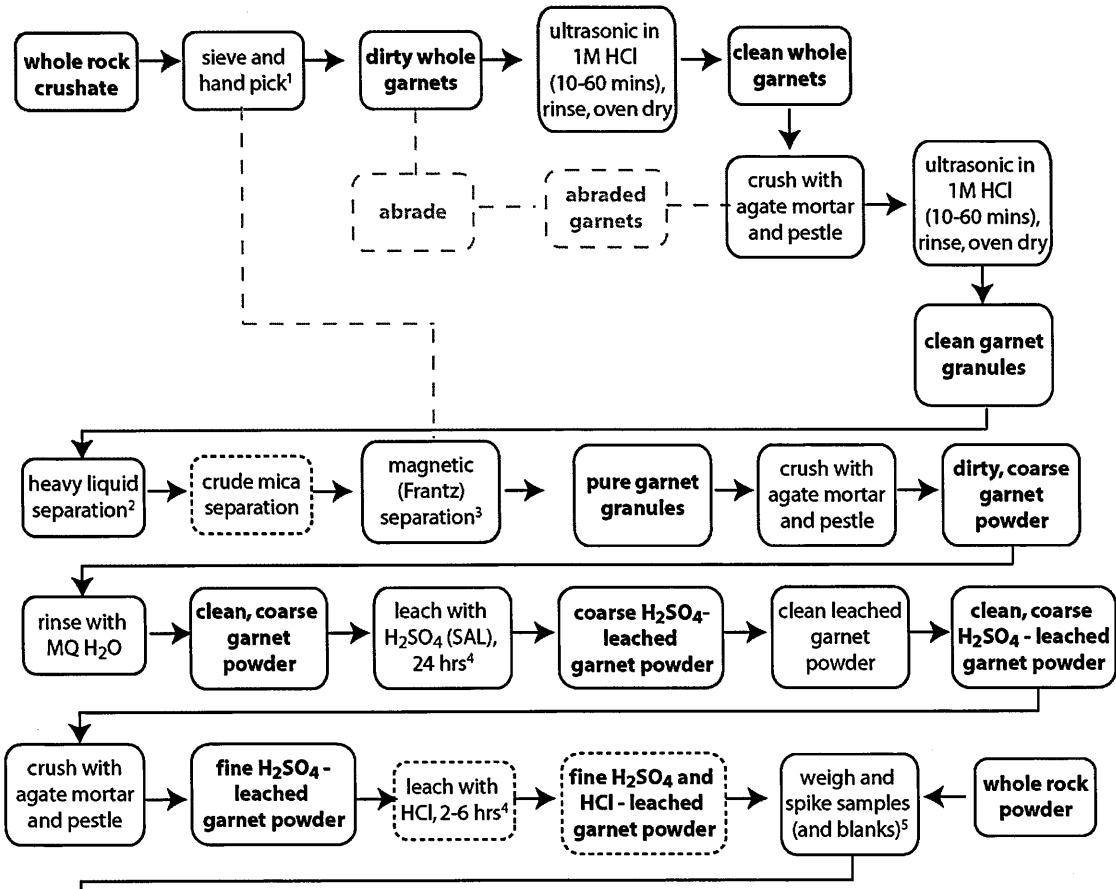 whole rock
crushate
sieve and
hand pick¹
dirty whole
garnets
ultrasonic in
1M HCl
(10-60 mins),
rinse, oven dry
clean whole
garnets
abrade
abraded
garnets
crush with
agate mortar
and pestle
ultrasonic in
1M HCl
(10-60 mins),
rinse, oven dry
clean garnet
granules
heavy liquid
separation²
crude mica
separation
magnetic
(Frantz)
separation³
pure garnet
granules
crush with
agate mortar
and pestle
dirty, coarse
garnet
powder
rinse with
MQ H₂O
clean, coarse
garnet
powder
leach with
H₂SO₄ (SAL),
24 hrs⁴
coarse H₂SO₄-
leached
garnet powder
clean leached
garnet
powder
clean, coarse
H₂SO₄ - leached
garnet powder
crush with
agate mortar
and pestle
fine H₂SO₄ -
leached
garnet powder
leach with
HCl, 2-6 hrs⁴
fine H₂SO₄ and
HCl - leached
garnet powder
weigh and
spike samples
(and blanks)⁵
whole rock
powder